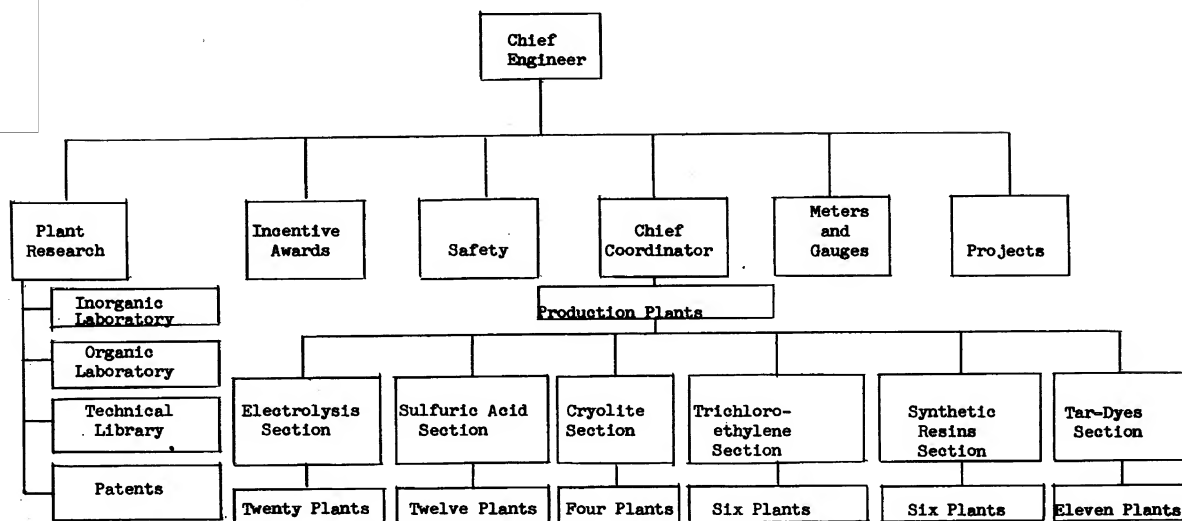 Chief
Engineer
Plant
Research
Incentive
Awards
Safety
Chief
Coordinator
Meters
and
Gauges
Projects
Inorganic
Laboratory
Organic
Laboratory
Technical
Library
Patents
Production Plants
Electrolysis
Section
Sulfuric Acid
Section
Cryolite
Section
Trichloro-
ethylene
Section
Synthetic
Resins
Section
Tar-Dyes
Section
Twenty Plants
Twelve Plants
Four Plants
Six Plants
Six Plants
Eleven Plants